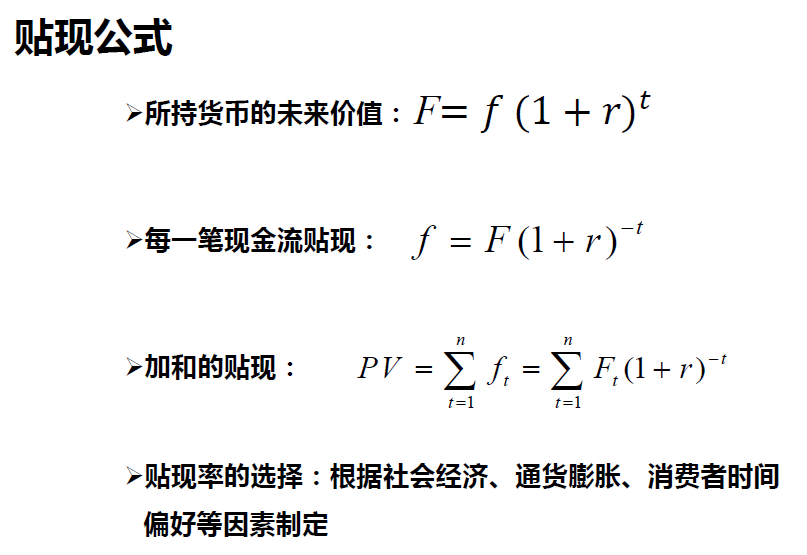 贴现公式
➢所持货币的未来价值：F= f (1 + r)^t
➢每一笔现金流贴现： f = F (1 + r)^{-t}
➢加和的贴现： PV = \sum_{t=1}^{n} f_t = \sum_{t=1}^{n} F_t (1 + r)^{-t}
➢贴现率的选择：根据社会经济、通货膨胀、消费者时间
偏好等因素制定